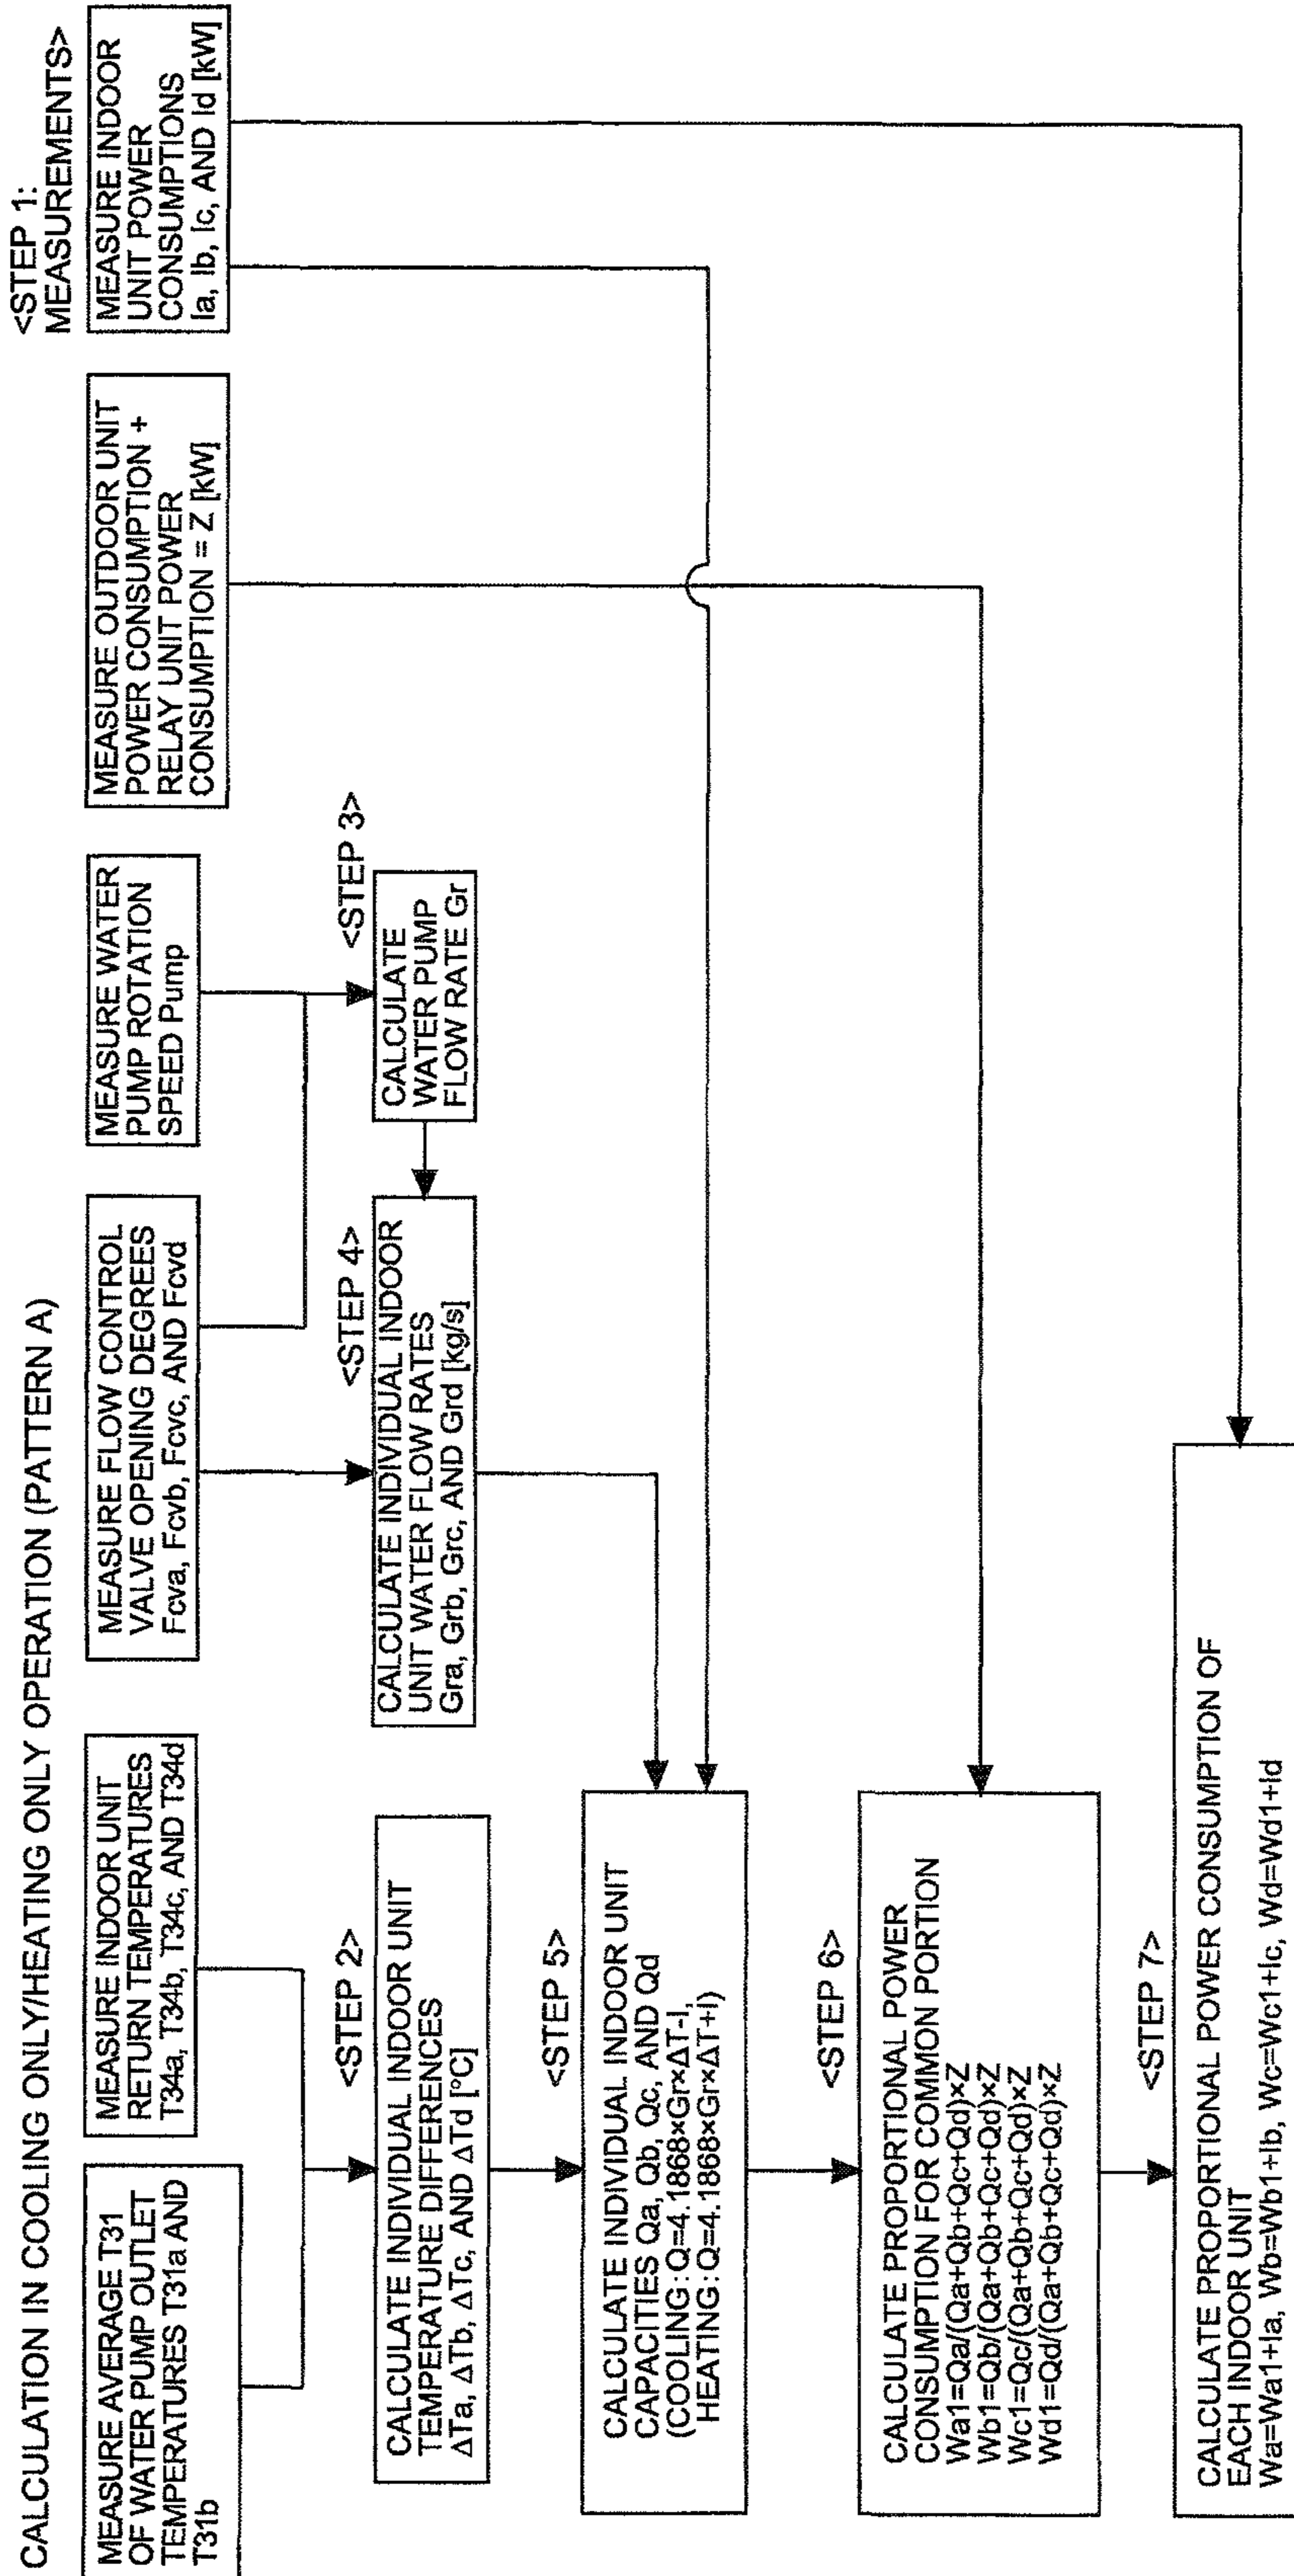 CALCULATION IN COOLING ONLY/HEATING ONLY OPERATION (PATTERN A)
<STEP 1:
MEASUREMENTS>
MEASURE AVERAGE T31
OF WATER PUMP OUTLET
TEMPERATURES T31a AND
T31b
MEASURE INDOOR UNIT
RETURN TEMPERATURES
T34a, T34b, T34c, AND T34d
MEASURE FLOW CONTROL
VALVE OPENING DEGREES
Fcva, Fcvb, Fcvc, AND Fcvd
MEASURE WATER
PUMP ROTATION
SPEED Pump
MEASURE OUTDOOR UNIT
POWER CONSUMPTION +
RELAY UNIT POWER
CONSUMPTION = Z [kW]
MEASURE INDOOR
UNIT POWER
CONSUMPTIONS
Ia, Ib, Ic, AND Id [kW]
<STEP 2>
CALCULATE INDIVIDUAL INDOOR UNIT
TEMPERATURE DIFFERENCES
ΔTa, ΔTb, ΔTc, AND ΔTd [°C]
<STEP 4>
CALCULATE INDIVIDUAL INDOOR
UNIT WATER FLOW RATES
Gra, Grb, Grc, AND Grd [kg/s]
<STEP 3>
CALCULATE
WATER PUMP
FLOW RATE Gr
<STEP 5>
CALCULATE INDIVIDUAL INDOOR UNIT
CAPACITIES Qa, Qb, Qc, AND Qd
(COOLING : Q=4.1868×Gr×ΔT-I,
HEATING : Q=4.1868×Gr×ΔT+I)
<STEP 6>
CALCULATE PROPORTIONAL POWER
CONSUMPTION FOR COMMON PORTION
Wa1=Qa/(Qa+Qb+Qc+Qd)×Z
Wb1=Qb/(Qa+Qb+Qc+Qd)×Z
Wc1=Qc/(Qa+Qb+Qc+Qd)×Z
Wd1=Qd/(Qa+Qb+Qc+Qd)×Z
<STEP 7>
CALCULATE PROPORTIONAL POWER CONSUMPTION OF
EACH INDOOR UNIT
Wa=Wa1+Ia, Wb=Wb1+Ib, Wc=Wc1+Ic, Wd=Wd1+Id